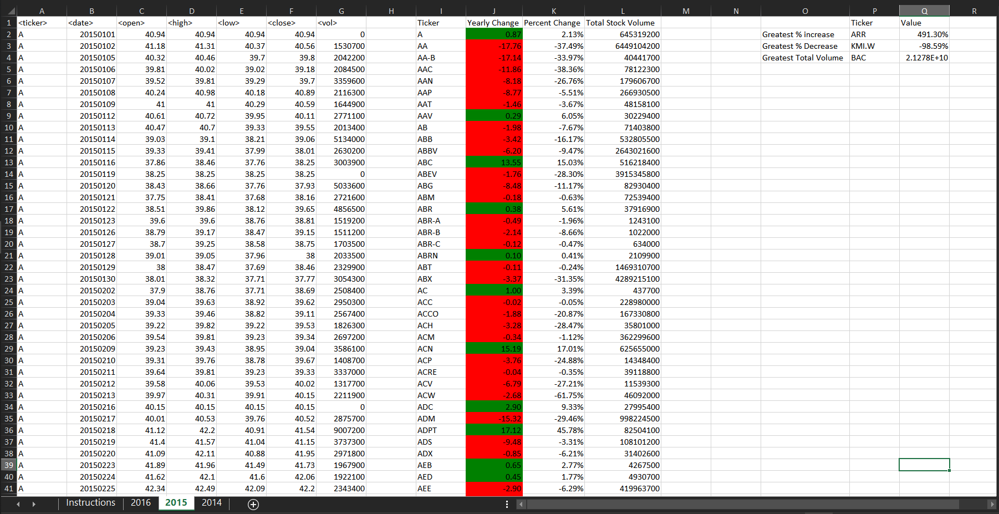 A B C D E F G H I J K L M N O P Q R
1 <ticker> <date> <open> <high> <low> <close> <vol> Ticker Yearly Change Percent Change Total Stock Volume Ticker Value
2 A 20150101 40.94 40.94 40.94 40.94 0 A 0.87 2.13% 645319200 Greatest % increase ARR 491.30%
3 A 20150102 41.18 41.31 40.37 40.56 1530700 AA -17.76 -37.49% 6449104200 Greatest % Decrease KMI.W -98.59%
4 A 20150105 40.32 40.46 39.7 39.8 2042200 AA-B -17.14 -33.97% 40441700 Greatest Total Volume BAC 2.1278E+10
5 A 20150106 39.81 40.02 39.02 39.18 2084500 AAC -11.86 -38.36% 78122300
6 A 20150107 39.52 39.81 39.29 39.7 3359600 AAN -8.18 -26.76% 179606700
7 A 20150108 40.24 40.98 40.18 40.89 2116300 AAP -8.77 -5.51% 266930500
8 A 20150109 41 41 40.29 40.59 1644900 AAT -1.46 -3.67% 48158100
9 A 20150112 40.61 40.72 39.95 40.11 2771100 AAV 0.29 6.05% 30229400
10 A 20150113 40.47 40.7 39.33 39.55 2013400 AB -1.98 -7.67% 71403800
11 A 20150114 39.03 39.1 38.21 39.06 5134000 ABB -3.42 -16.17% 532805500
12 A 20150115 39.33 39.41 37.99 38.01 2630200 ABBV -6.20 -9.47% 2643021600
13 A 20150116 37.86 38.46 37.76 38.25 3003900 ABC 13.55 15.03% 516218400
14 A 20150119 38.25 38.25 38.25 38.25 0 ABEV -1.76 -28.30% 3915345800
15 A 20150120 38.43 38.66 37.76 37.93 5033600 ABG -8.48 -11.17% 82930400
16 A 20150121 37.75 38.41 37.68 38.16 2721600 ABM -0.18 -0.63% 72539400
17 A 20150122 38.51 39.86 38.12 39.65 4856500 ABR 0.38 5.61% 37916900
18 A 20150123 39.6 39.6 38.76 38.81 1519200 ABR-A -0.49 -1.96% 1243100
19 A 20150126 38.79 39.17 38.47 39.15 1511200 ABR-B -2.14 -8.66% 1022000
20 A 20150127 38.7 39.25 38.58 38.75 1703500 ABR-C -0.12 -0.47% 634000
21 A 20150128 39.01 39.05 37.96 38 2033500 ABRN 0.10 0.41% 2109900
22 A 20150129 38 38.47 37.69 38.46 2329900 ABT -0.11 -0.24% 1469310700
23 A 20150130 38.01 38.32 37.71 37.77 3054300 ABX -3.37 -31.35% 4289215100
24 A 20150202 37.9 38.76 37.71 38.69 2508400 AC 1.00 3.39% 437700
25 A 20150203 39.04 39.63 38.92 39.62 2950300 ACC -0.02 -0.05% 228980000
26 A 20150204 39.33 39.46 38.82 39.11 2567400 ACCO -1.88 -20.87% 167330800
27 A 20150205 39.22 39.82 39.22 39.53 1826300 ACH -3.28 -28.47% 35801000
28 A 20150206 39.54 39.81 39.23 39.34 2697200 ACM -0.34 -1.12% 362299600
29 A 20150209 39.23 39.43 38.95 39.04 3586100 ACN 15.19 17.01% 625655000
30 A 20150210 39.31 39.76 38.78 39.67 1408700 ACP -3.76 -24.88% 14348400
31 A 20150211 39.64 39.81 39.23 39.33 3337000 ACRE -0.04 -0.35% 39118800
32 A 20150212 39.58 40.06 39.53 40.02 1317700 ACV -6.79 -27.21% 11539300
33 A 20150213 39.97 40.31 39.91 40.15 2211900 ACW -2.68 -61.75% 46092000
34 A 20150216 40.15 40.15 40.15 40.15 0 ADC 2.90 9.33% 27995400
35 A 20150217 40.01 40.53 39.76 40.52 2875700 ADM -15.32 -29.46% 998224500
36 A 20150218 41.12 42.2 40.91 41.54 9007200 ADPT 17.12 45.78% 82504100
37 A 20150219 41.4 41.57 41.04 41.15 3737300 ADS -9.48 -3.31% 108101200
38 A 20150220 41.09 42.11 40.88 41.95 2971800 ADX -0.85 -6.21% 31402600
39 A 20150223 41.89 41.96 41.49 41.73 1967900 AEB 0.65 2.77% 4267500
40 A 20150224 41.62 42.1 41.6 42.06 1922100 AED 0.45 1.77% 4930700
41 A 20150225 42.34 42.49 42.09 42.2 2343400 AEE -2.90 -6.29% 419963700
Instructions 2016 2015 2014